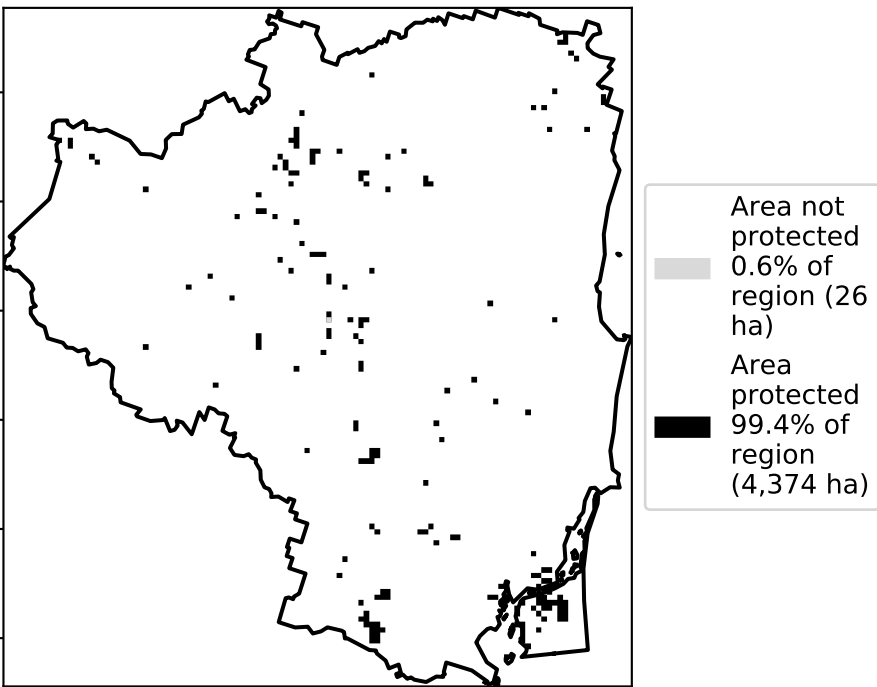 Area not
protected
0.6% of
region (26
ha)
Area
protected
99.4% of
region
(4,374 ha)